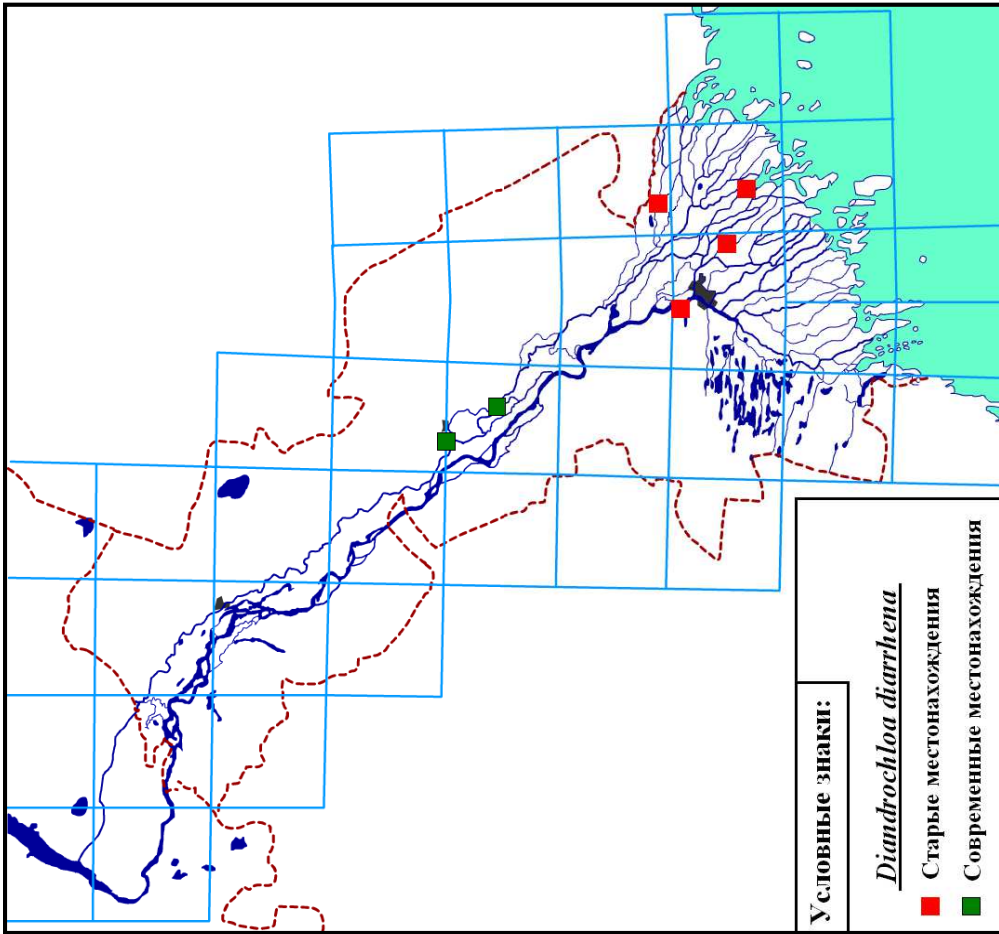 Условные знаки:
Diandrochloa diarrhena
Старые местонахождения
Современные местонахождения